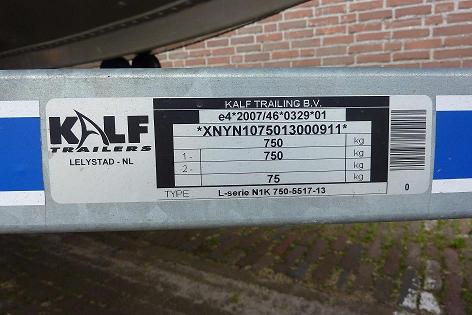 KALF
TRAILERS
LELYSTAD - NL
KALF TRAILING B.V.
e4*2007/46*0329*01
*XNYN1075013000911*
750 kg
1 - 750 kg
2 - kg
75 kg
TYPE L-serie N1K 750-5517-13
0